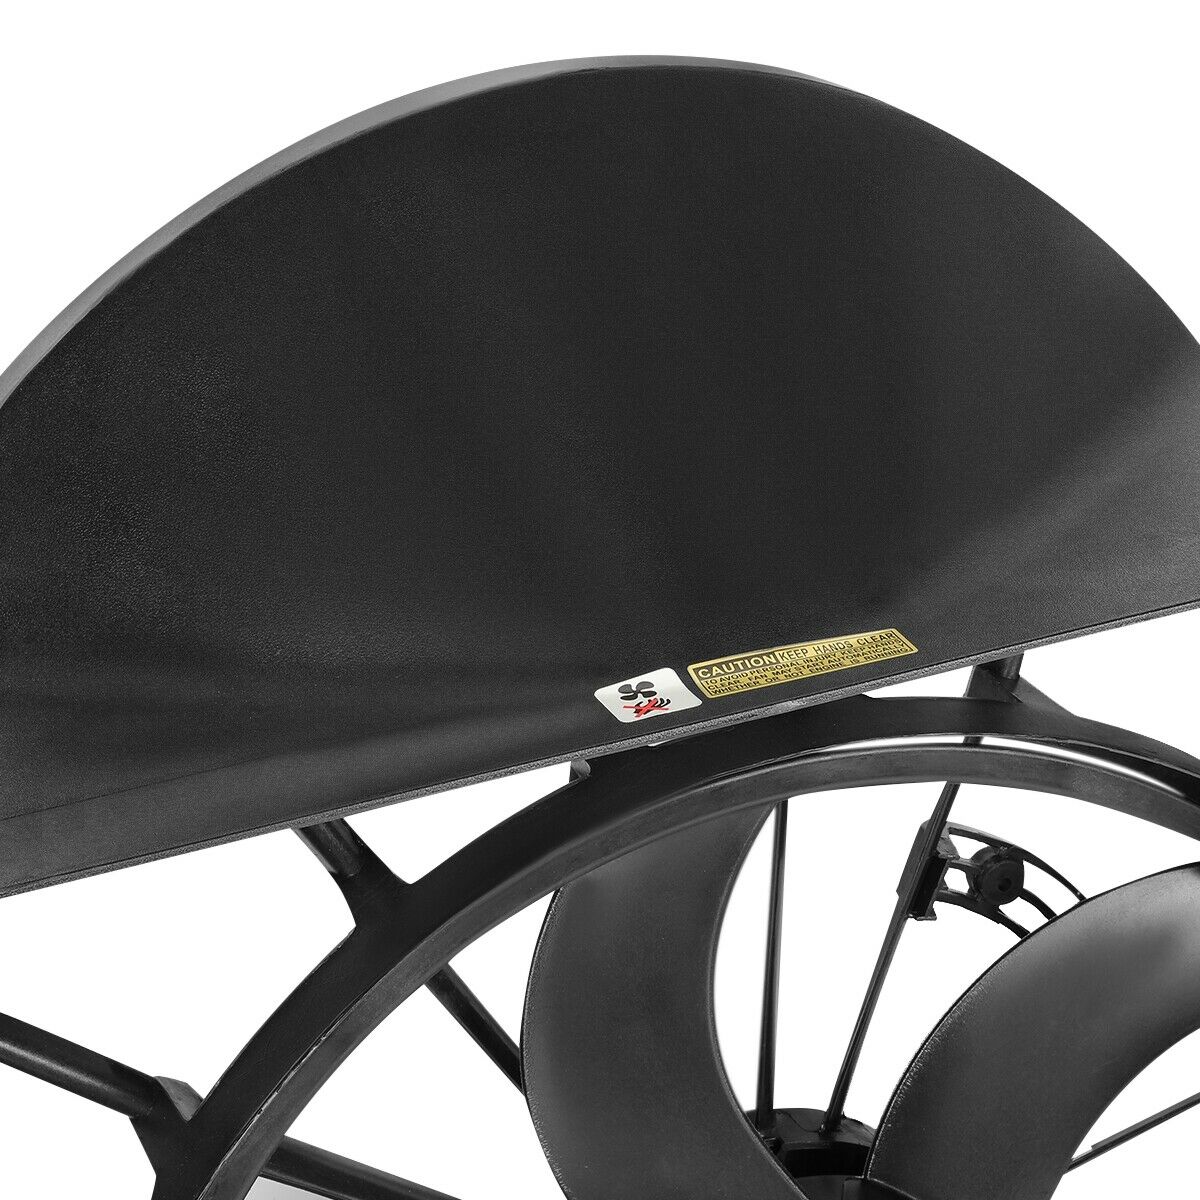 CAUTION KEEP HANDS CLEAR
TO AVOID PERSONAL INJURY KEEP HANDS
CLEAR FAN MAY START AUTOMATICALLY
WHETHER OR NOT ENGINE IS RUNNING